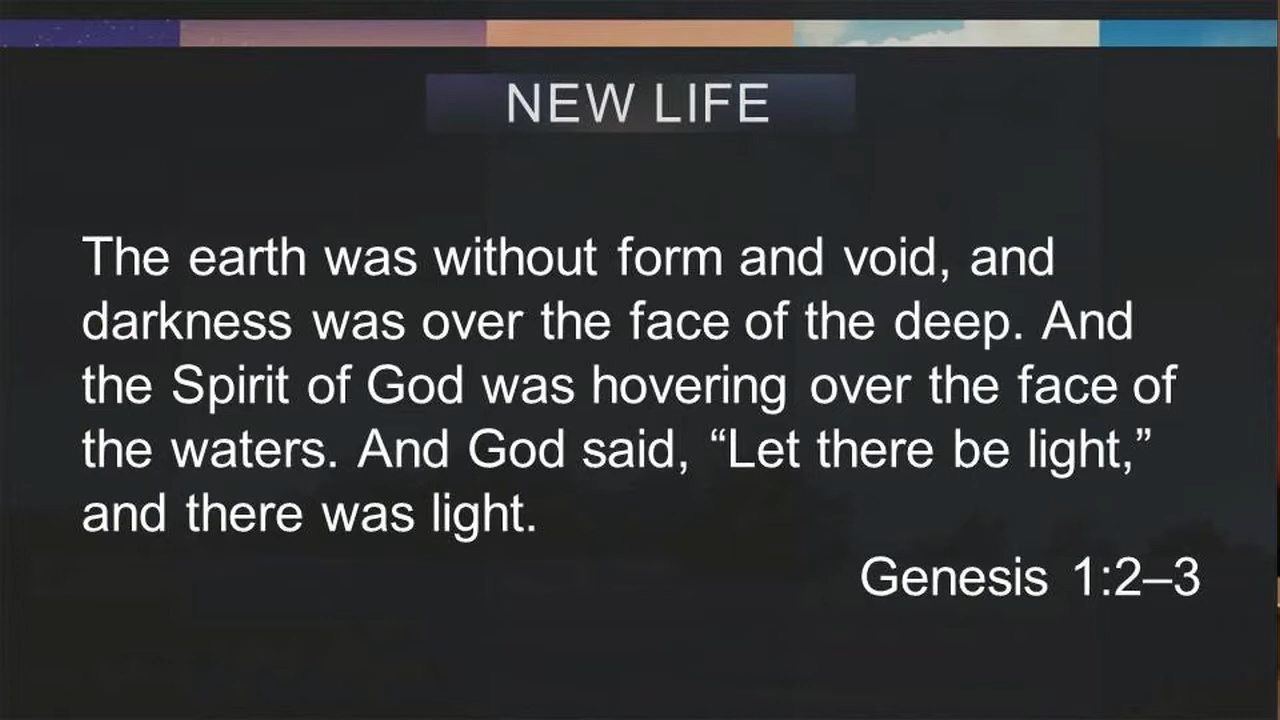 NEW LIFE
The earth was without form and void, and
darkness was over the face of the deep. And
the Spirit of God was hovering over the face of
the waters. And God said, “Let there be light,”
and there was light.
Genesis 1:2–3